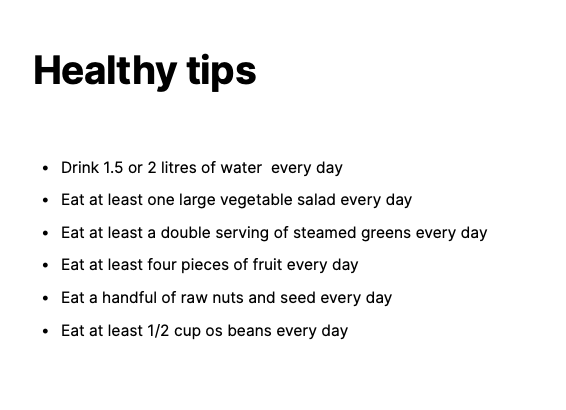 Healthy tips
• Drink 1.5 or 2 litres of water  every day
• Eat at least one large vegetable salad every day
• Eat at least a double serving of steamed greens every day
• Eat at least four pieces of fruit every day
• Eat a handful of raw nuts and seed every day
• Eat at least 1/2 cup os beans every day